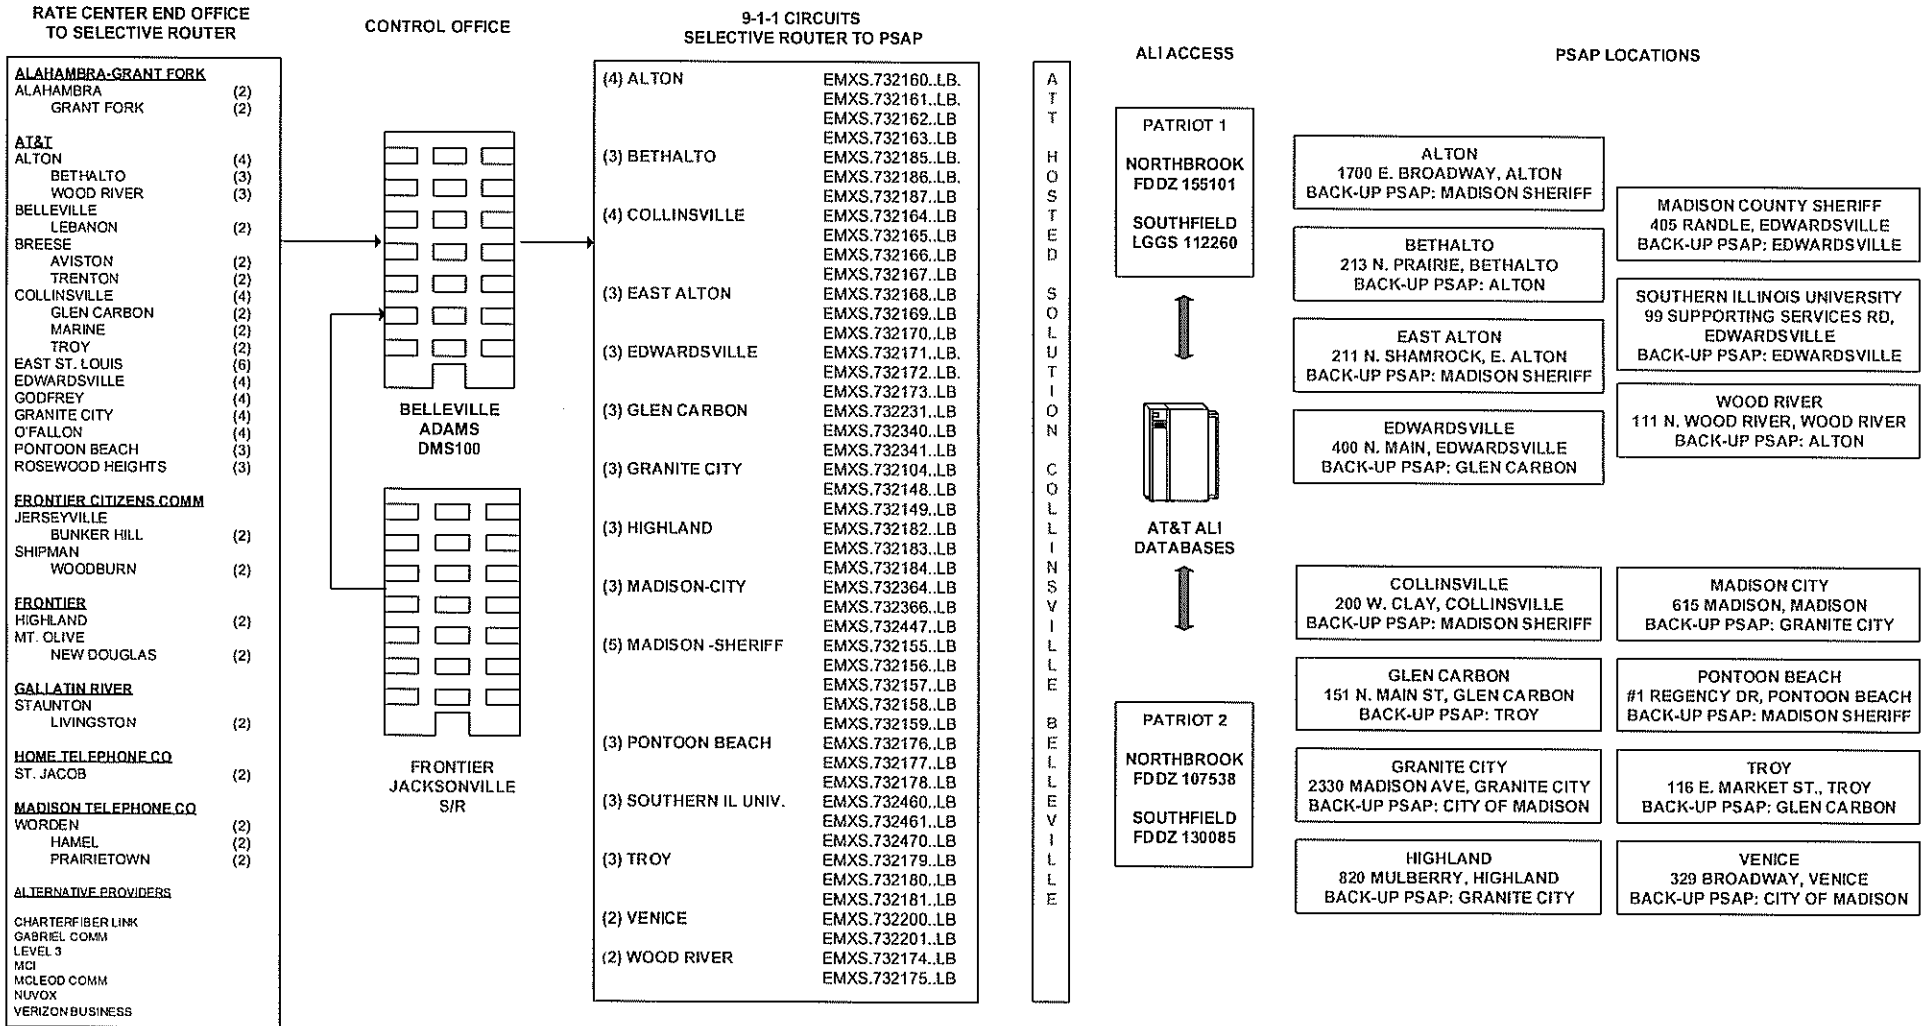 RATE CENTER END OFFICE
TO SELECTIVE ROUTER
ALAHAMBRA-GRANT FORK
ALAHAMBRA (2)
GRANT FORK (2)
AT&T
ALTON (4)
BETHALTO (3)
WOOD RIVER (3)
BELLEVILLE
LEBANON (2)
BREESE
AVISTON (2)
TRENTON (2)
COLLINSVILLE (4)
GLEN CARBON (2)
MARINE (2)
TROY (2)
EAST ST. LOUIS (6)
EDWARDSVILLE (4)
GODFREY (4)
GRANITE CITY (4)
O'FALLON (4)
PONTOON BEACH (3)
ROSEWOOD HEIGHTS (3)
FRONTIER CITIZENS COMM
JERSEYVILLE
BUNKER HILL (2)
SHIPMAN
WOODBURN (2)
FRONTIER
HIGHLAND (2)
MT. OLIVE
NEW DOUGLAS (2)
GALLATIN RIVER
STAUNTON
LIVINGSTON (2)
HOME TELEPHONE CO
ST. JACOB (2)
MADISON TELEPHONE CO
WORDEN (2)
HAMEL (2)
PRAIRIETOWN (2)
ALTERNATIVE PROVIDERS
CHARTERFIBER LINK
GABRIEL COMM
LEVEL 3
MCI
MCLEOD COMM
NUVOX
VERIZON BUSINESS
CONTROL OFFICE
BELLEVILLE
ADAMS
DMS100
FRONTIER
JACKSONVILLE
S/R
9-1-1 CIRCUITS
SELECTIVE ROUTER TO PSAP
(4) ALTON EMXS.732160..LB.
EMXS.732161..LB.
EMXS.732162..LB
EMXS.732163..LB
(3) BETHALTO EMXS.732185..LB.
EMXS.732186..LB.
EMXS.732187..LB
(4) COLLINSVILLE EMXS.732164..LB
EMXS.732165..LB
EMXS.732166..LB
EMXS.732167..LB
(3) EAST ALTON EMXS.732168..LB
EMXS.732169..LB
EMXS.732170..LB
(3) EDWARDSVILLE EMXS.732171..LB.
EMXS.732172..LB.
EMXS.732173..LB
(3) GLEN CARBON EMXS.732231..LB
EMXS.732340..LB
EMXS.732341..LB
(3) GRANITE CITY EMXS.732104..LB
EMXS.732148..LB
EMXS.732149..LB
(3) HIGHLAND EMXS.732182..LB
EMXS.732183..LB
EMXS.732184..LB
(3) MADISON-CITY EMXS.732364..LB
EMXS.732366..LB
EMXS.732447..LB
(5) MADISON -SHERIFF EMXS.732155..LB
EMXS.732156..LB
EMXS.732157..LB
EMXS.732158..LB
EMXS.732159..LB
(3) PONTOON BEACH EMXS.732176..LB
EMXS.732177..LB
EMXS.732178..LB
(3) SOUTHERN IL UNIV. EMXS.732460..LB
EMXS.732461..LB
EMXS.732470..LB
(3) TROY EMXS.732179..LB
EMXS.732180..LB
EMXS.732181..LB
(2) VENICE EMXS.732200..LB
EMXS.732201..LB
(2) WOOD RIVER EMXS.732174..LB
EMXS.732175..LB
ATT HOSTED SOLUTION COLLINSVILLE BELLEVILLE
ALI ACCESS
PATRIOT 1
NORTHBROOK
FDDZ 155101
SOUTHFIELD
LGGS 112260
AT&T ALI
DATABASES
PATRIOT 2
NORTHBROOK
FDDZ 107538
SOUTHFIELD
FDDZ 130085
PSAP LOCATIONS
ALTON
1700 E. BROADWAY, ALTON
BACK-UP PSAP: MADISON SHERIFF
BETHALTO
213 N. PRAIRIE, BETHALTO
BACK-UP PSAP: ALTON
EAST ALTON
211 N. SHAMROCK, E. ALTON
BACK-UP PSAP: MADISON SHERIFF
EDWARDSVILLE
400 N. MAIN, EDWARDSVILLE
BACK-UP PSAP: GLEN CARBON
MADISON COUNTY SHERIFF
405 RANDLE, EDWARDSVILLE
BACK-UP PSAP: EDWARDSVILLE
SOUTHERN ILLINOIS UNIVERSITY
99 SUPPORTING SERVICES RD,
EDWARDSVILLE
BACK-UP PSAP: EDWARDSVILLE
WOOD RIVER
111 N. WOOD RIVER, WOOD RIVER
BACK-UP PSAP: ALTON
COLLINSVILLE
200 W. CLAY, COLLINSVILLE
BACK-UP PSAP: MADISON SHERIFF
GLEN CARBON
151 N. MAIN ST, GLEN CARBON
BACK-UP PSAP: TROY
GRANITE CITY
2330 MADISON AVE, GRANITE CITY
BACK-UP PSAP: CITY OF MADISON
HIGHLAND
820 MULBERRY, HIGHLAND
BACK-UP PSAP: GRANITE CITY
MADISON CITY
615 MADISON, MADISON
BACK-UP PSAP: GRANITE CITY
PONTOON BEACH
#1 REGENCY DR, PONTOON BEACH
BACK-UP PSAP: MADISON SHERIFF
TROY
116 E. MARKET ST., TROY
BACK-UP PSAP: GLEN CARBON
VENICE
329 BROADWAY, VENICE
BACK-UP PSAP: CITY OF MADISON